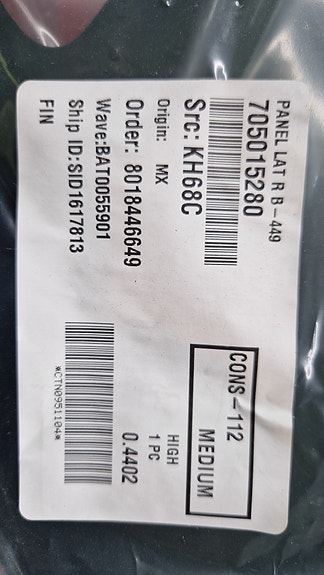 PANEL LAT R B-449
705015280
Src: KH68C
Origin: MX
Order: 8018446649
Wave:BAT0055901
Ship ID:SID1617813
FIN
CONS-112
MEDIUM
HIGH
1 PC
0.4402
*CTN0951104*